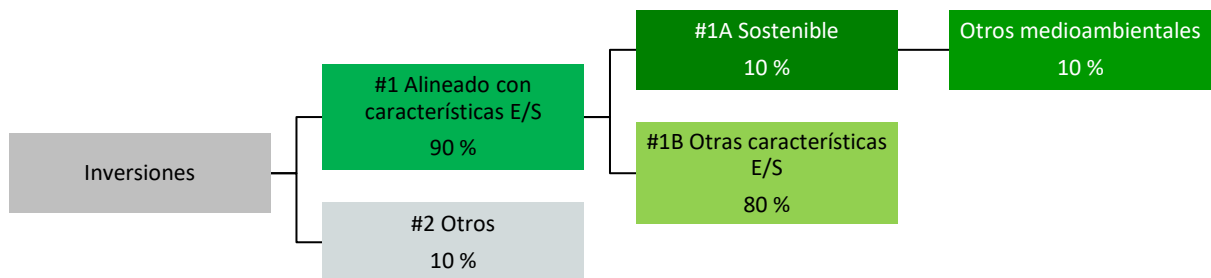 Inversiones
#1 Alineado con
características E/S
90 %
#2 Otros
10 %
#1A Sostenible
10 %
#1B Otras características
E/S
80 %
Otros medioambientales
10 %